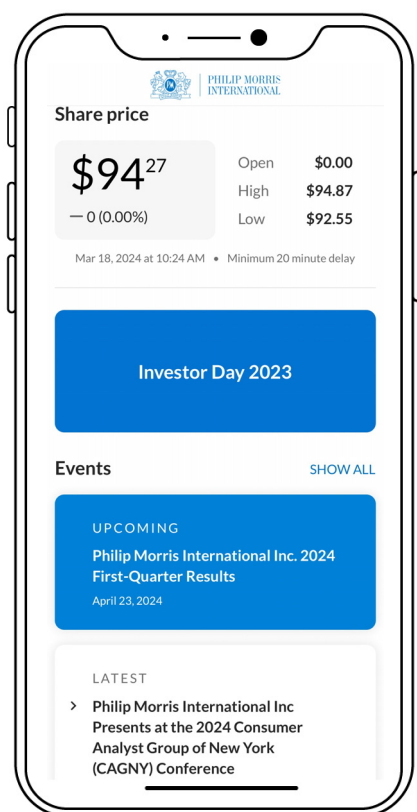 PHILIP MORRIS
INTERNATIONAL
Share price
$94 27
— 0 (0.00%)
Open $0.00
High $94.87
Low $92.55
Mar 18, 2024 at 10:24 AM • Minimum 20 minute delay
Investor Day 2023
Events SHOW ALL
UPCOMING
Philip Morris International Inc. 2024
First-Quarter Results
April 23, 2024
LATEST
Philip Morris International Inc
Presents at the 2024 Consumer
Analyst Group of New York
(CAGNY) Conference